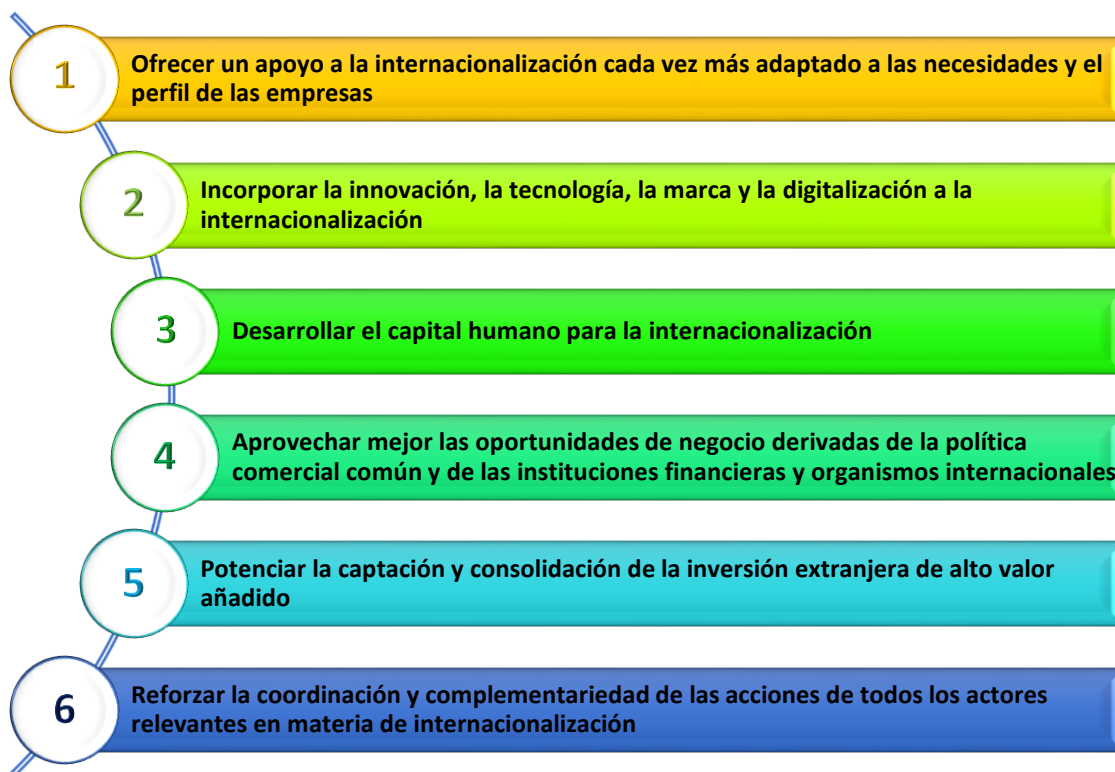 1
Ofrecer un apoyo a la internacionalización cada vez más adaptado a las necesidades y el
perfil de las empresas
2
Incorporar la innovación, la tecnología, la marca y la digitalización a la
internacionalización
3
Desarrollar el capital humano para la internacionalización
4
Aprovechar mejor las oportunidades de negocio derivadas de la política
comercial común y de las instituciones financieras y organismos internacionales
5
Potenciar la captación y consolidación de la inversión extranjera de alto valor
añadido
6
Reforzar la coordinación y complementariedad de las acciones de todos los actores
relevantes en materia de internacionalización